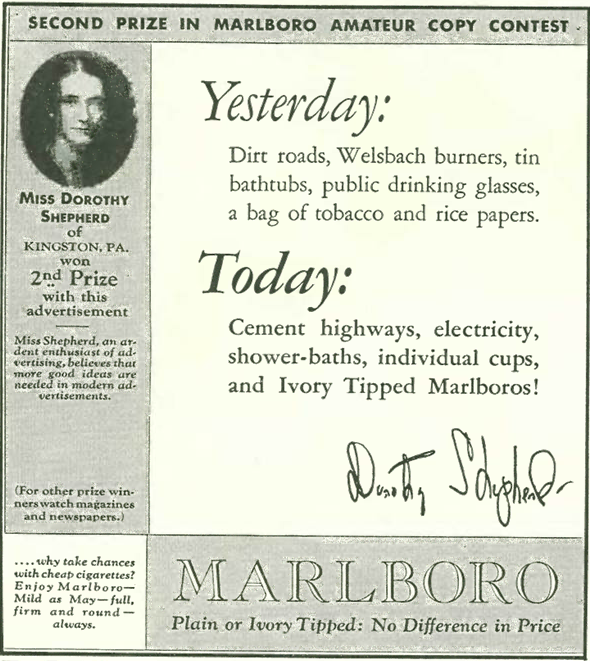 SECOND PRIZE IN MARLBORO AMATEUR COPY CONTEST
MISS DOROTHY
SHEPHERD
of
KINGSTON, PA.
won
2nd Prize
with this
advertisement
Miss Shepherd, an ar-
dent enthusiast of ad-
vertising, believes that
more good ideas are
needed in modern ad-
vertisements.
(For other prize win-
ners watch magazines
and newspapers.)
Yesterday:
Dirt roads, Welsbach burners, tin
bathtubs, public drinking glasses,
a bag of tobacco and rice papers.
Today:
Cement highways, electricity,
shower-baths, individual cups,
and Ivory Tipped Marlboros!
Dorothy Shepherd
....why take chances
with cheap cigarettes?
Enjoy Marlboro—
Mild as May—full,
firm and round—
always.
MARLBORO
Plain or Ivory Tipped: No Difference in Price